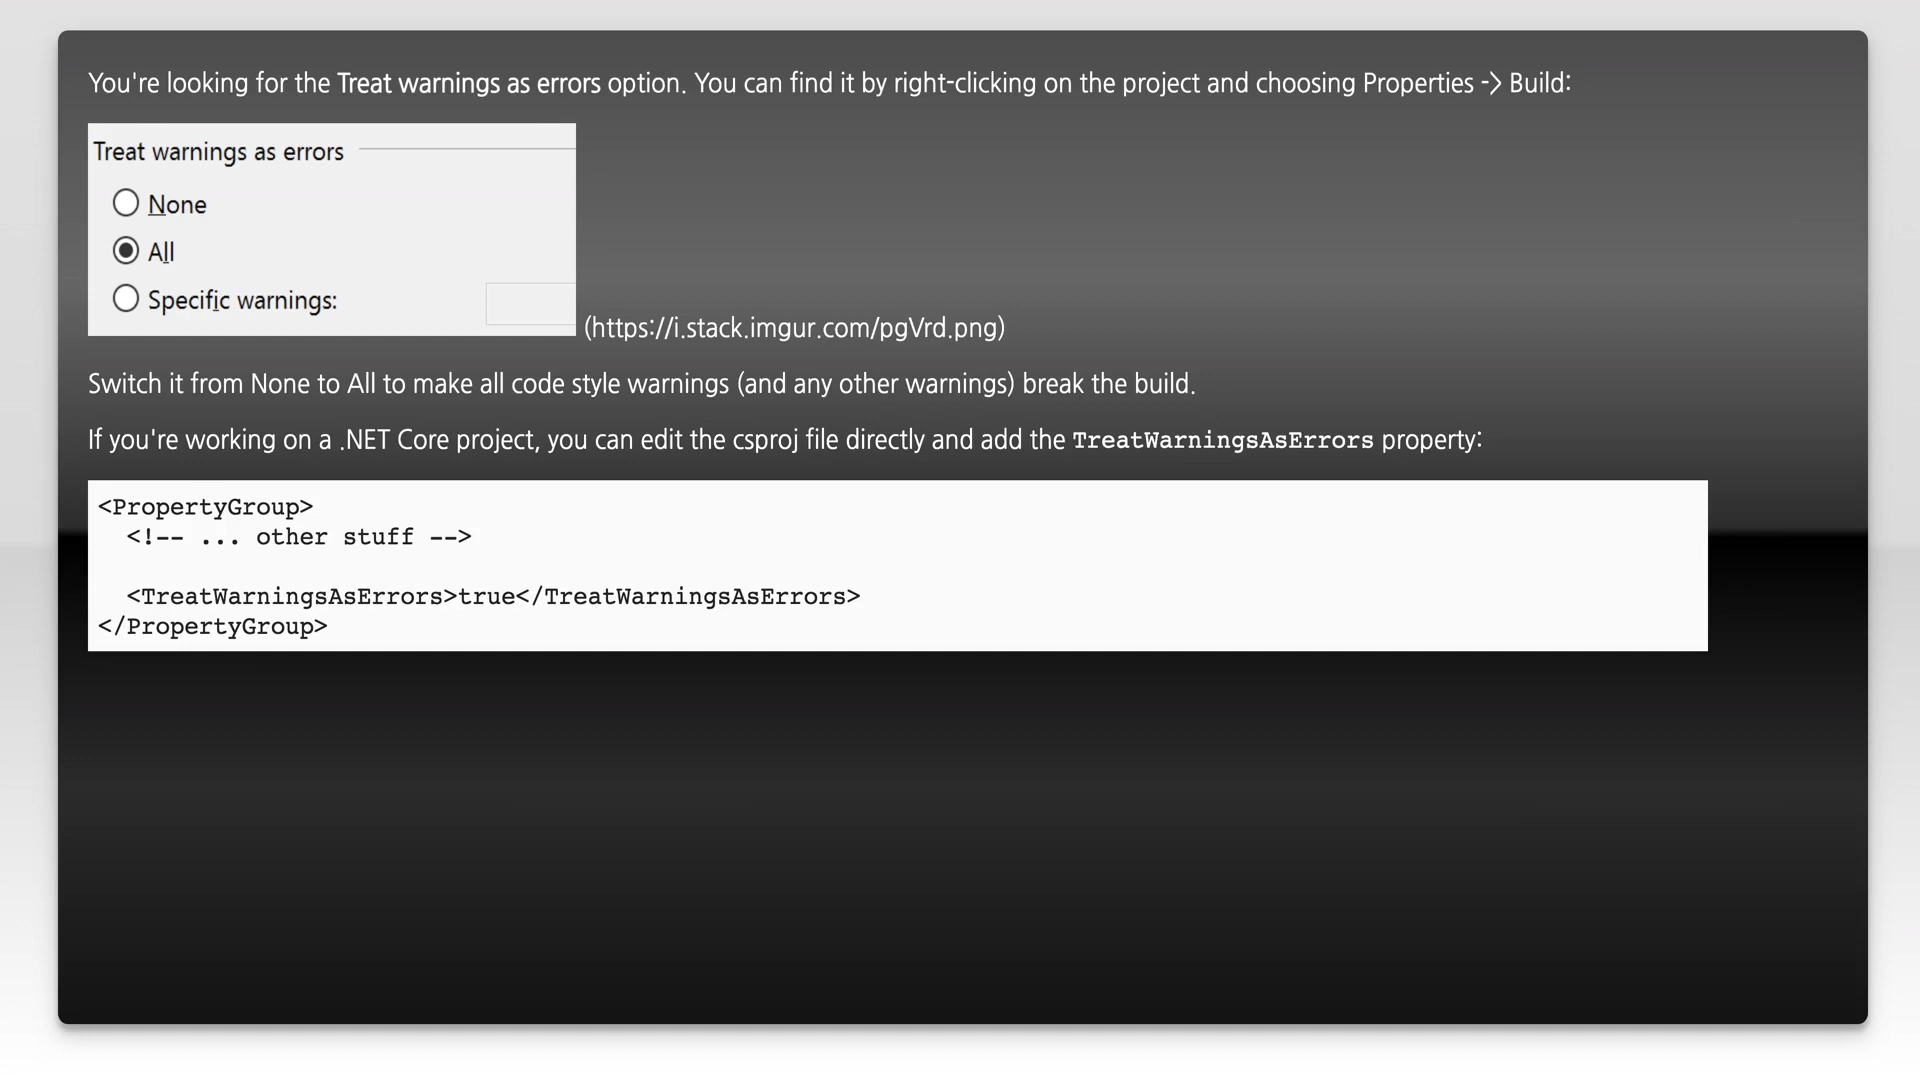 You're looking for the Treat warnings as errors option. You can find it by right-clicking on the project and choosing Properties -> Build:
Treat warnings as errors
None
All
Specific warnings:
(https://i.stack.imgur.com/pgVrd.png)
Switch it from None to All to make all code style warnings (and any other warnings) break the build.
If you're working on a .NET Core project, you can edit the csproj file directly and add the TreatWarningsAsErrors property:
<PropertyGroup>
  <!-- ... other stuff -->
  <TreatWarningsAsErrors>true</TreatWarningsAsErrors>
</PropertyGroup>